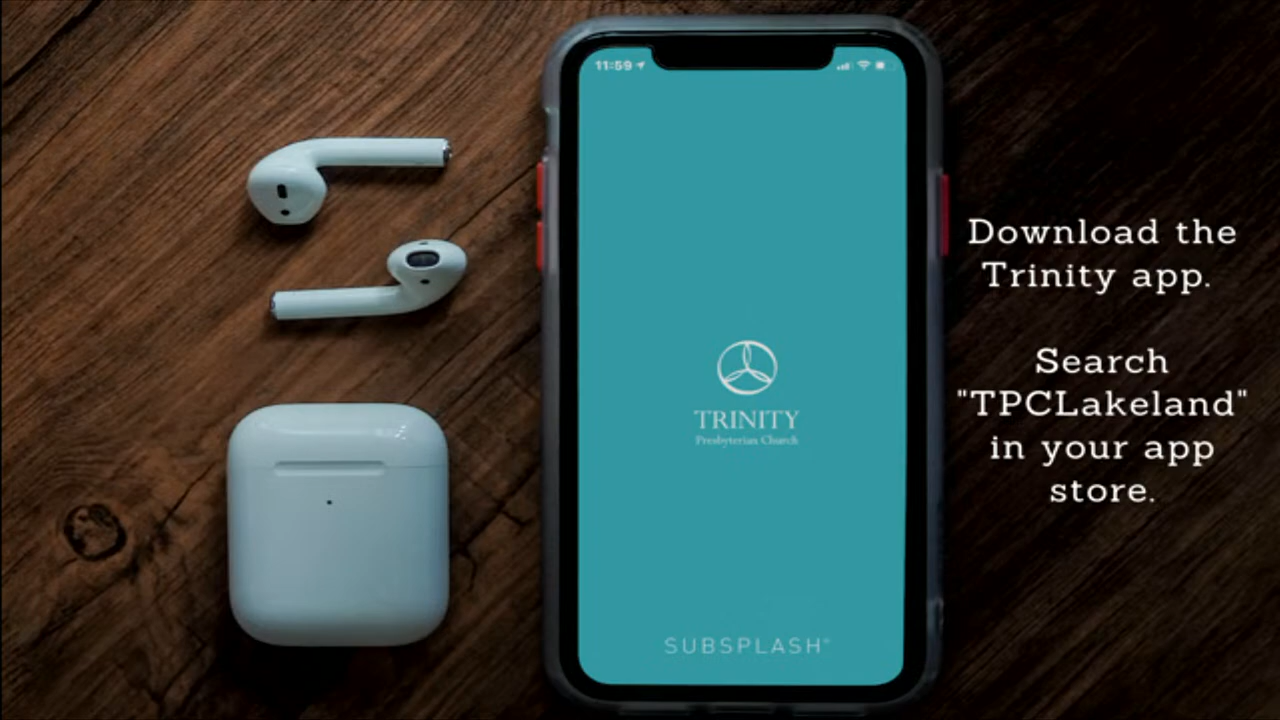 11:59
TRINITY
Presbyterian Church
SUBSPLASH®
Download the
Trinity app.
Search
"TPCLakeland"
in your app
store.